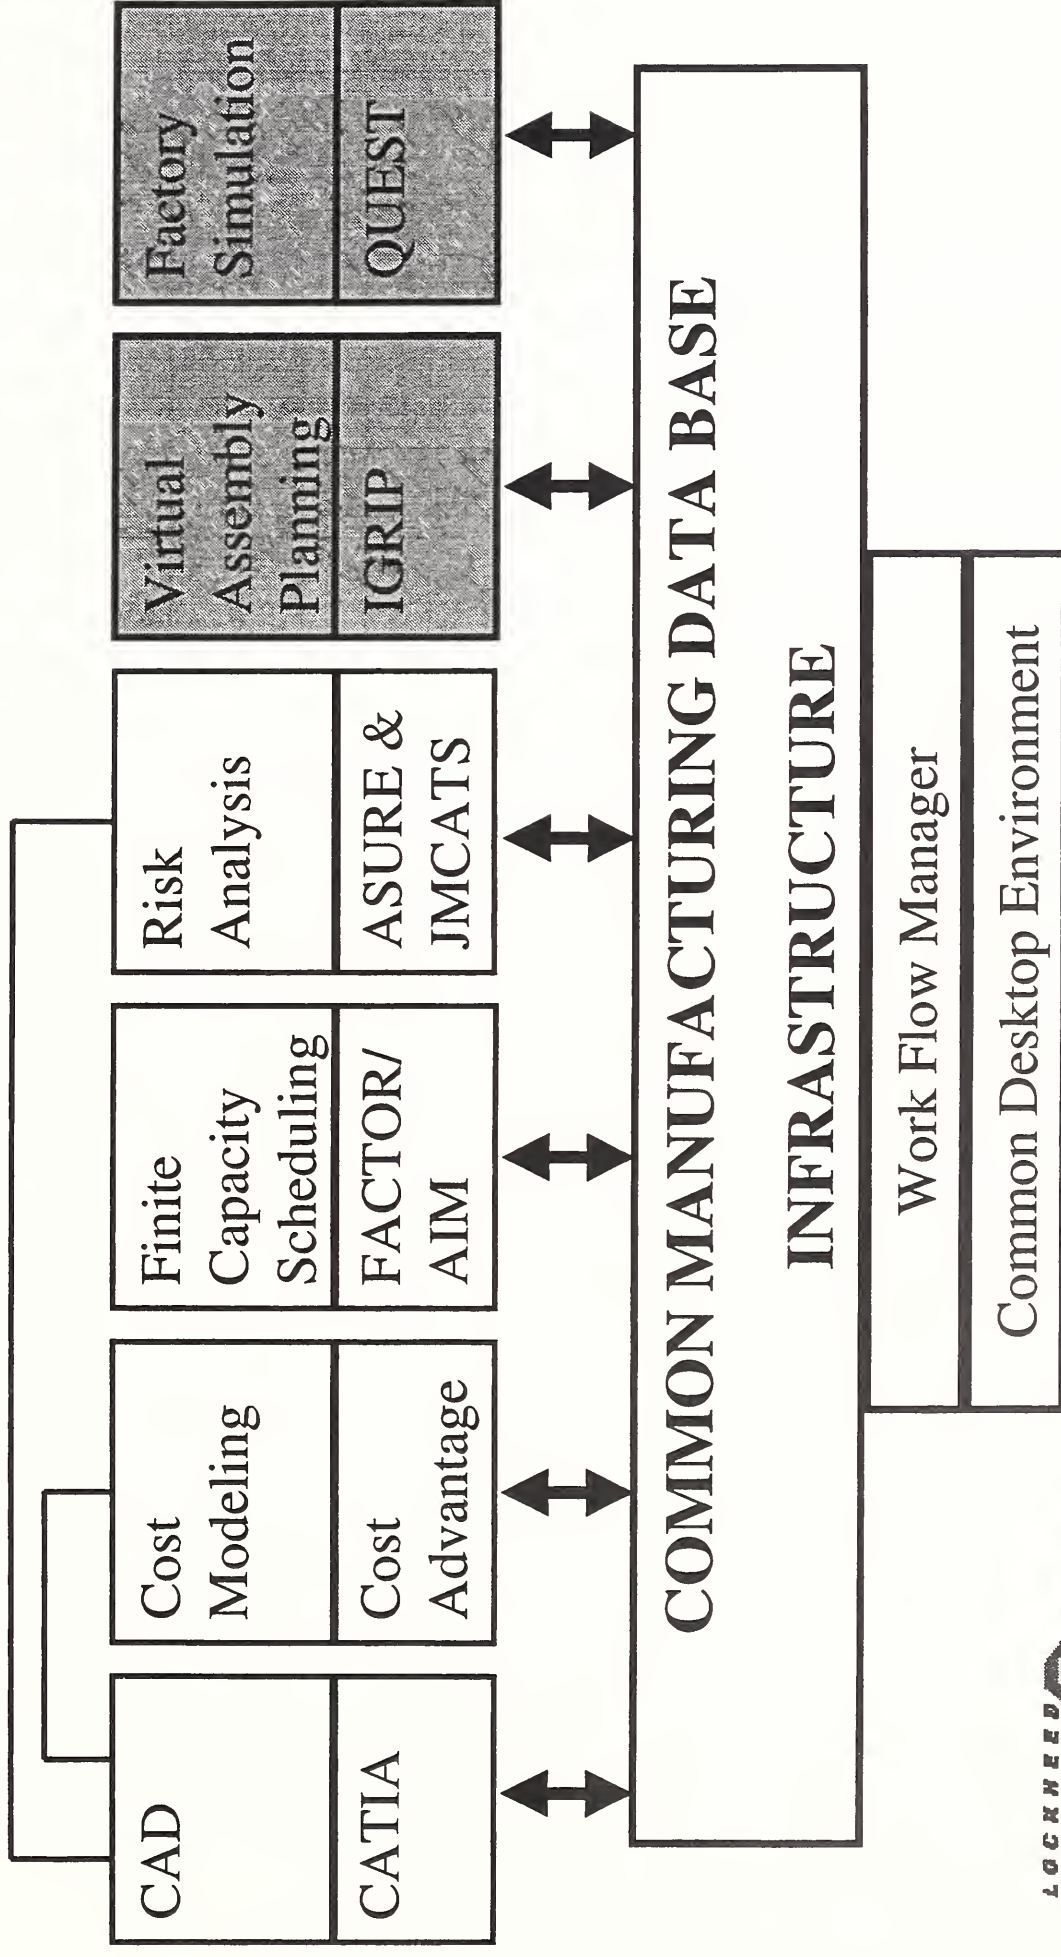 CAD
CATIA
Cost
Modeling
Cost
Advantage
Finite
Capacity
Scheduling
FACTOR/
AIM
Risk
Analysis
ASURE &
JMCATS
Virtual
Assembly
Planning
IGRIP
Factory
Simulation
QUEST
COMMON MANUFACTURING DATA BASE
INFRASTRUCTURE
Work Flow Manager
Common Desktop Environment
LOCKHEED